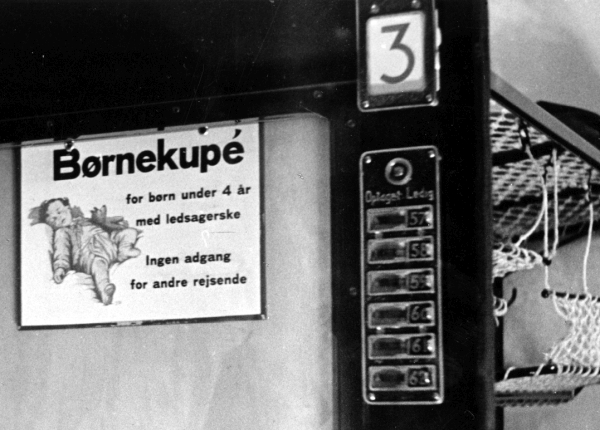 Børnekupé
for børn under 4 år
med ledsagerske
Ingen adgang
for andre rejsende
3
Optaget Ledig
57
58
59
60
61
62